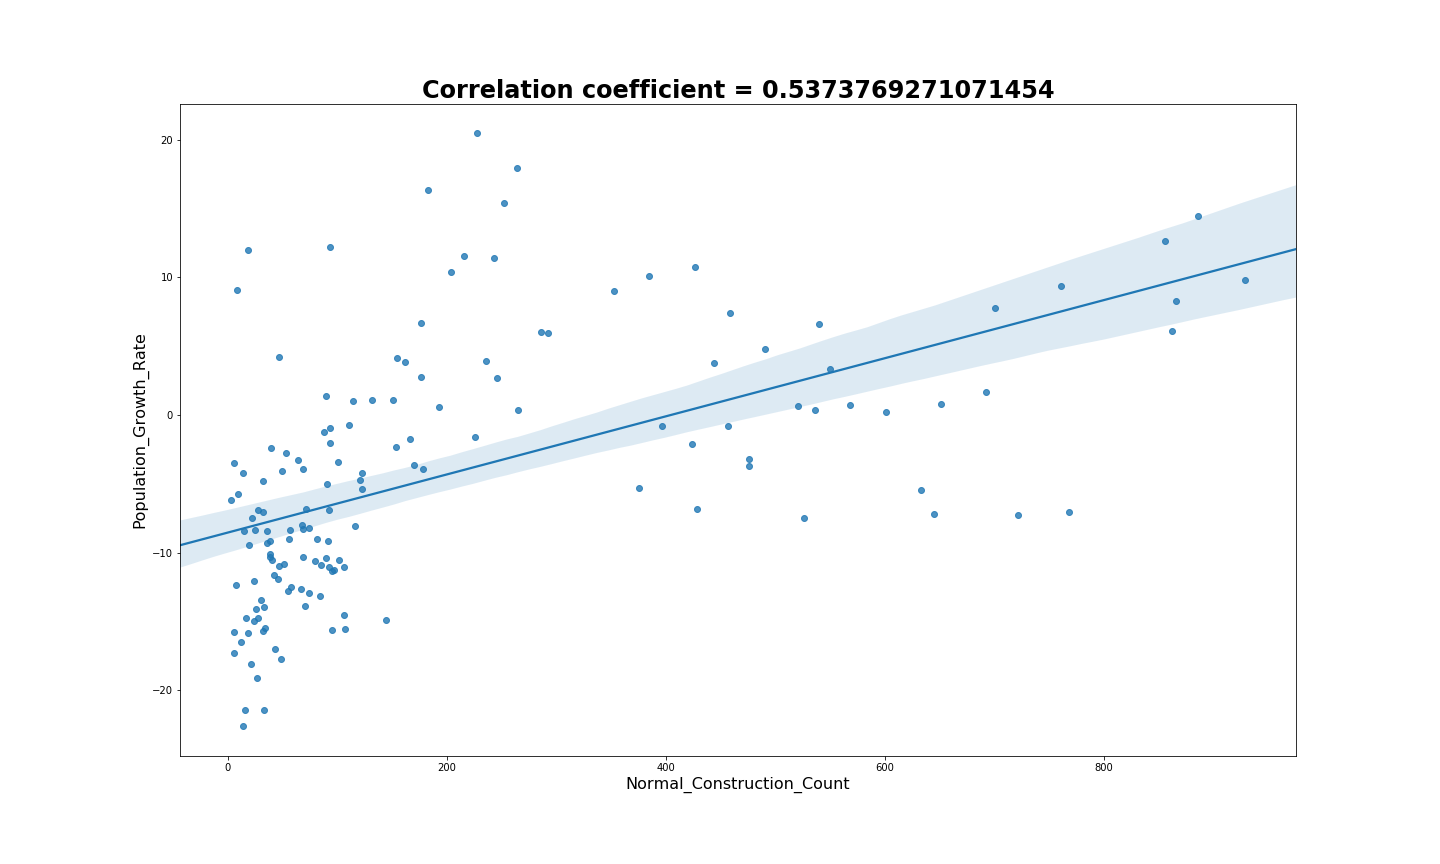 Correlation coefficient = 0.5373769271071454
20
10
0
−10
−20
Population_Growth_Rate
0 200 400 600 800
Normal_Construction_Count